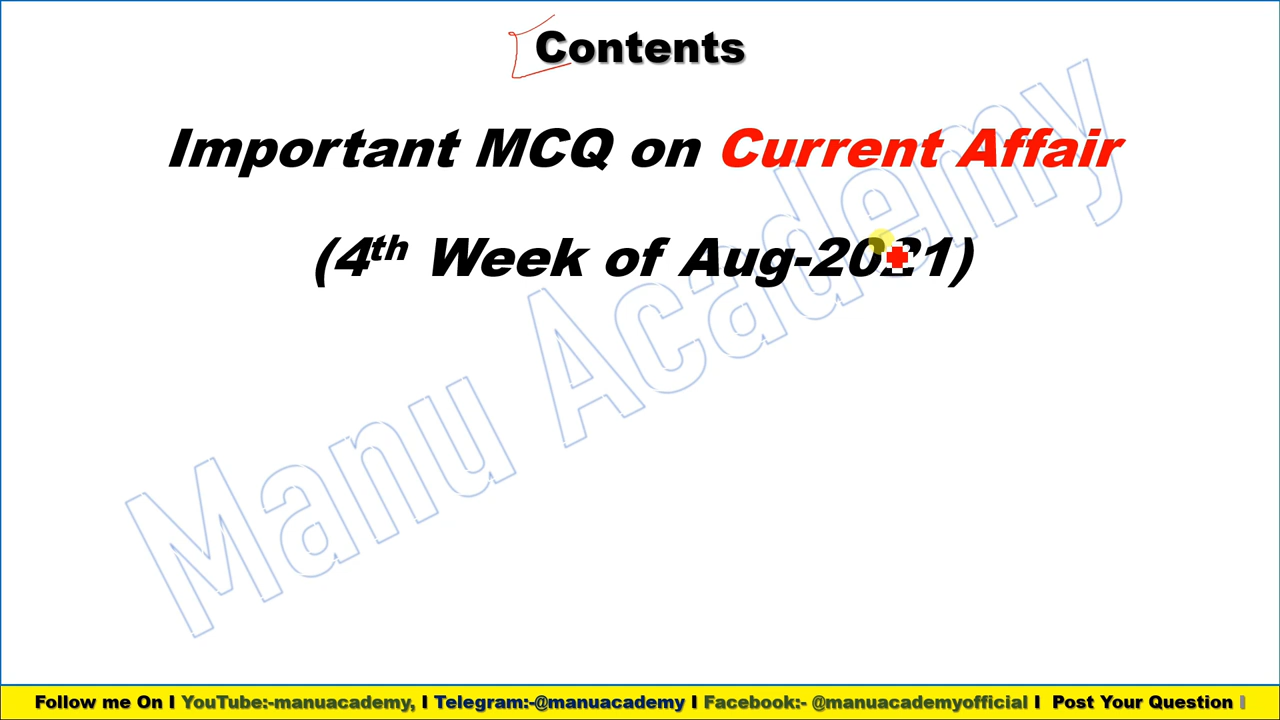 Contents
Important MCQ on Current Affair
(4th Week of Aug-2021)
Manu Academy
Follow me On I YouTube:-manuacademy, I Telegram:-@manuacademy I Facebook:- @manuacademyofficial I Post Your Question I